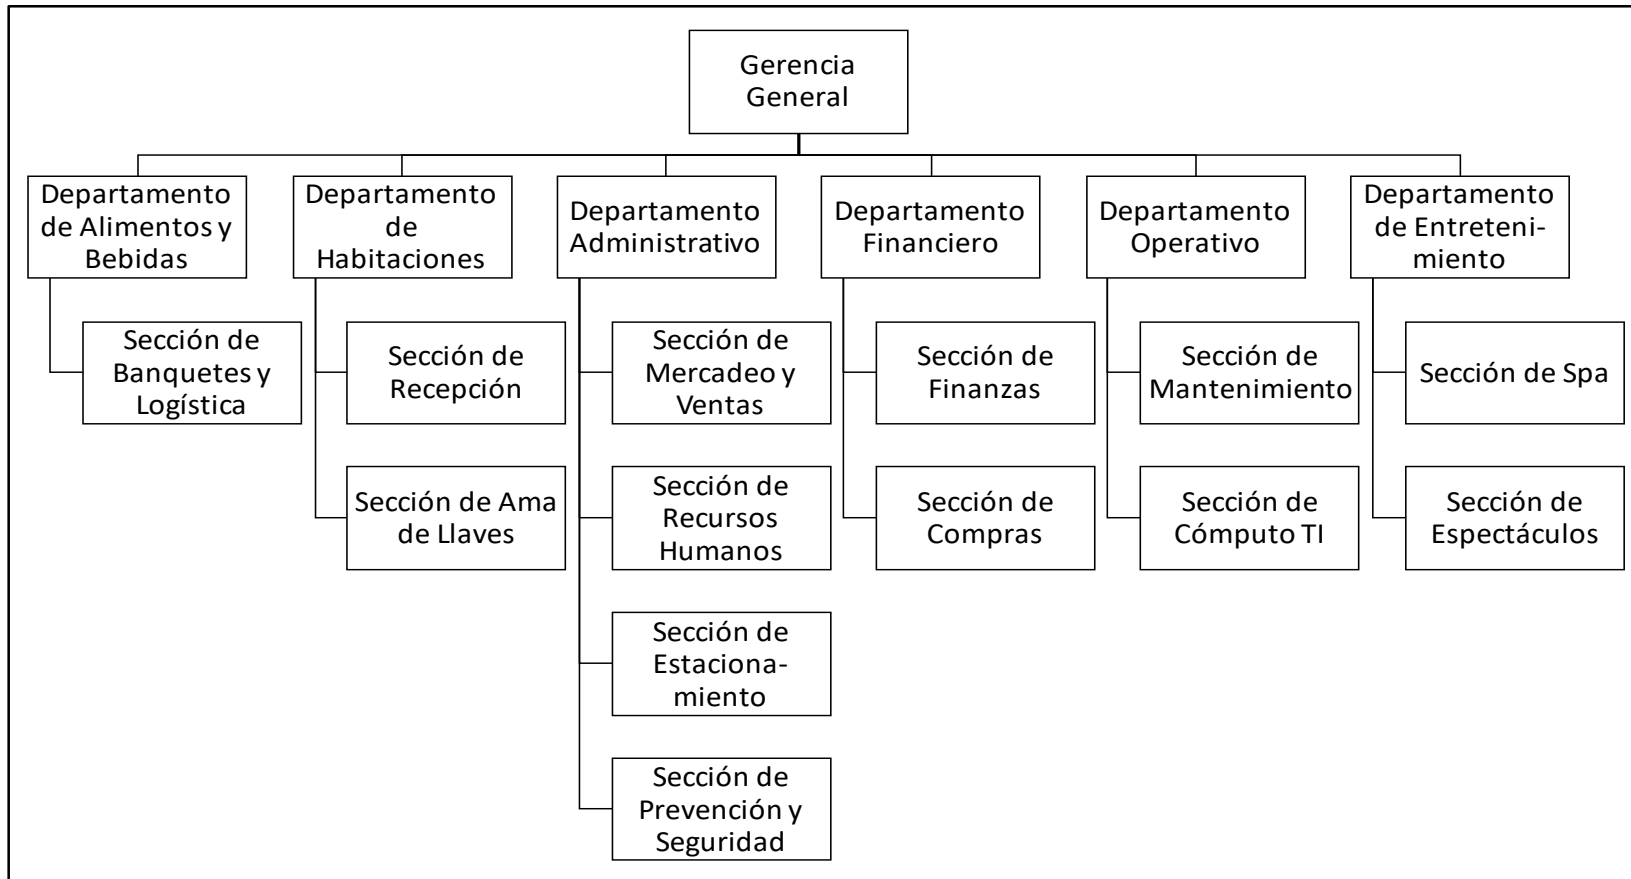 Gerencia
General
Departamento
de Alimentos y
Bebidas
Departamento
de
Habitaciones
Departamento
Administrativo
Departamento
Financiero
Departamento
Operativo
Departamento
de Entreteni-
miento
Sección de
Banquetes y
Logística
Sección de
Recepción
Sección de
Mercadeo y
Ventas
Sección de
Finanzas
Sección de
Mantenimiento
Sección de Spa
Sección de Ama
de Llaves
Sección de
Recursos
Humanos
Sección de
Compras
Sección de
Cómputo TI
Sección de
Espectáculos
Sección de
Estaciona-
miento
Sección de
Prevención y
Seguridad